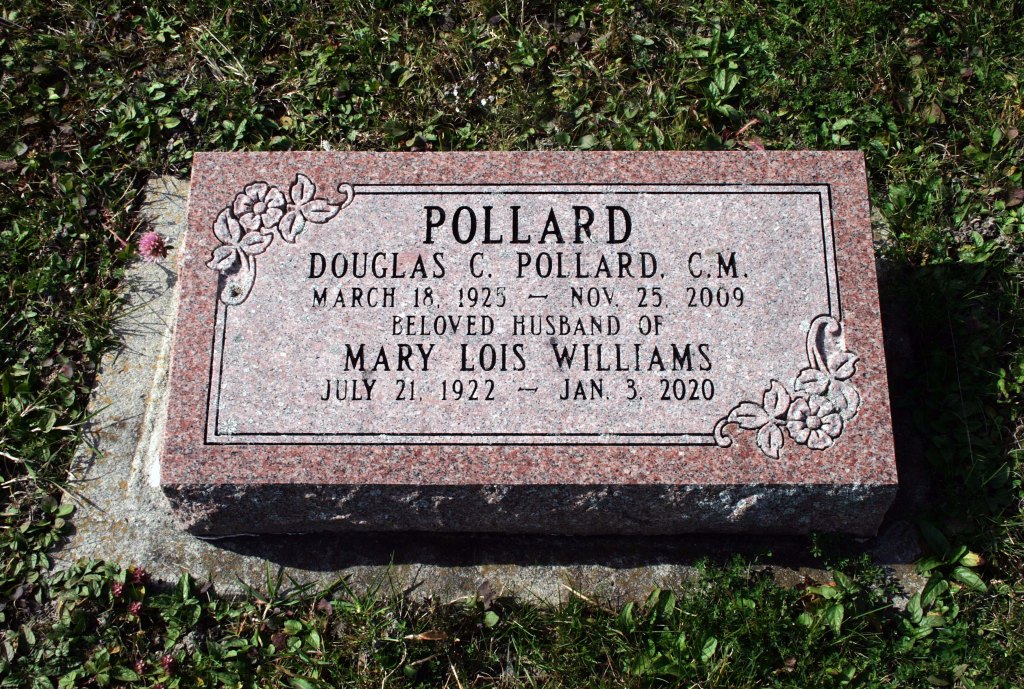 POLLARD
DOUGLAS C. POLLARD, C.M.
MARCH 18, 1925 – NOV. 25, 2009
BELOVED HUSBAND OF
MARY LOIS WILLIAMS
JULY 21, 1922 – JAN. 3, 2020